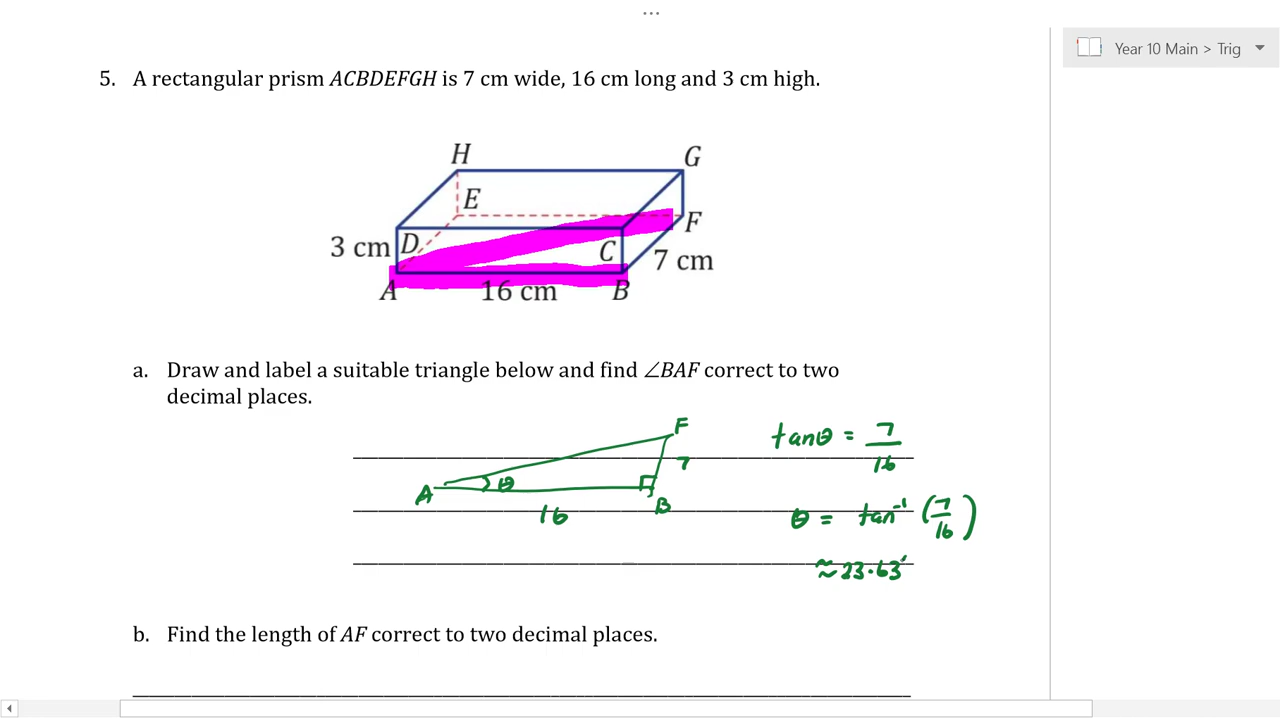 ...
Year 10 Main > Trig
5. A rectangular prism ACBDEFGH is 7 cm wide, 16 cm long and 3 cm high.
H
G
E
F
3 cm
D
C
7 cm
A
16 cm
B
a. Draw and label a suitable triangle below and find ∠BAF correct to two
decimal places.
F
tanθ = 7/16
7
A
θ
B
16
θ = tan⁻¹ (7/16)
≈ 23.63°
b. Find the length of AF correct to two decimal places.